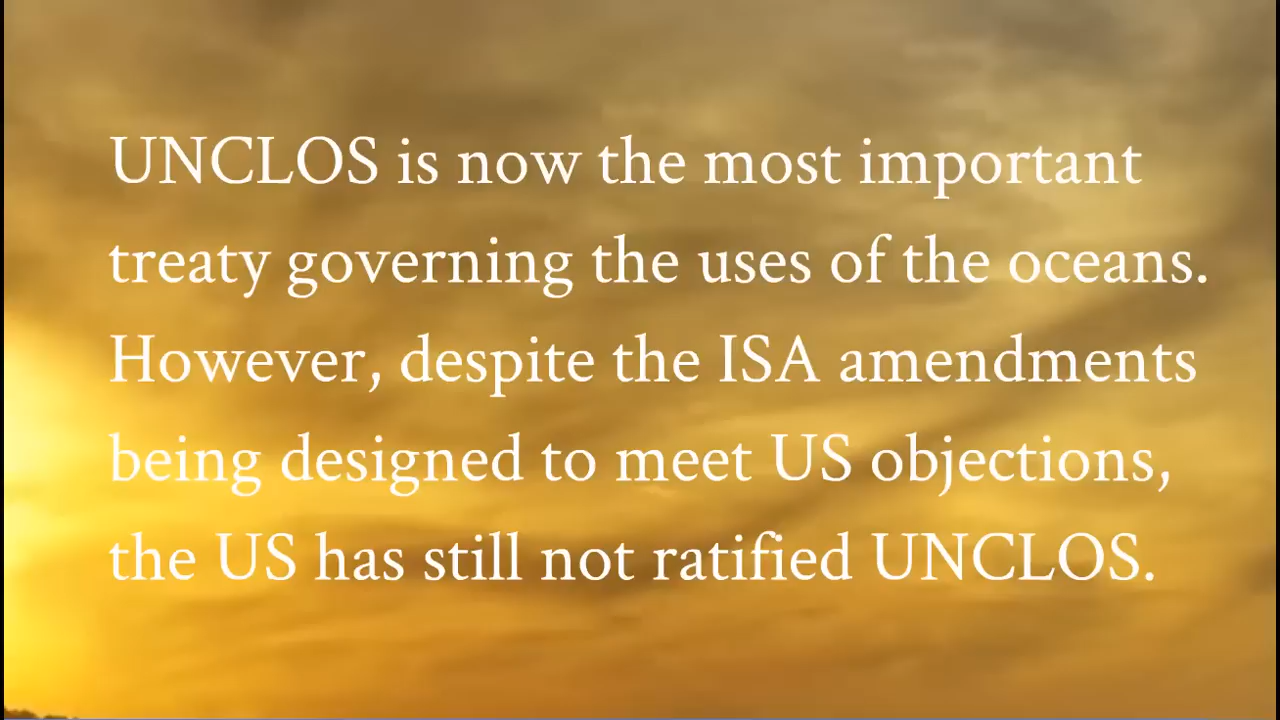 UNCLOS is now the most important
treaty governing the uses of the oceans.
However, despite the ISA amendments
being designed to meet US objections,
the US has still not ratified UNCLOS.